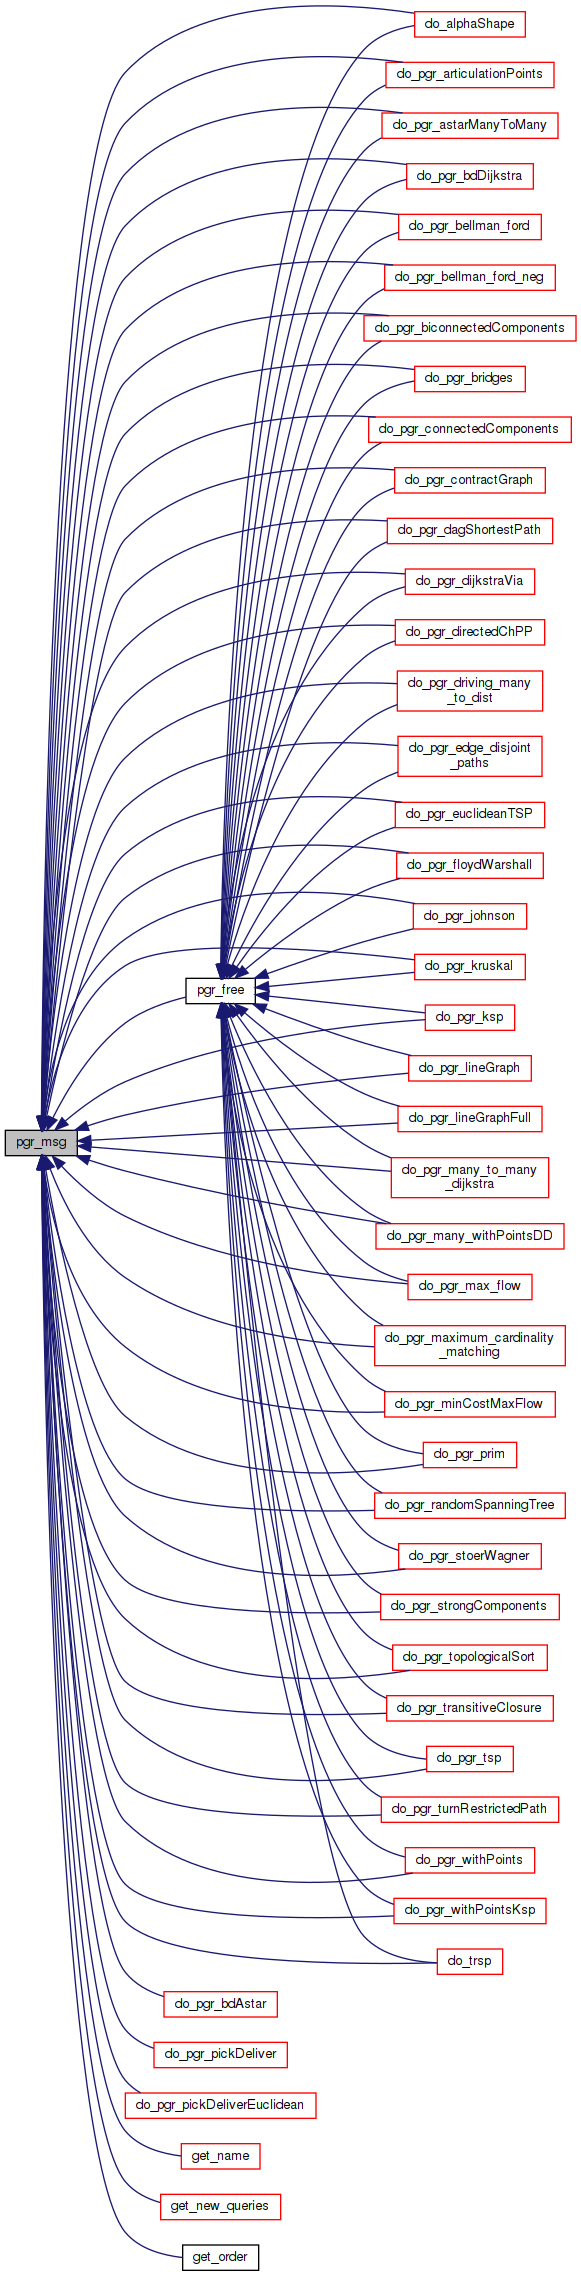 do_alphaShape
do_pgr_articulationPoints
do_pgr_astarManyToMany
do_pgr_bdDijkstra
do_pgr_bellman_ford
do_pgr_bellman_ford_neg
do_pgr_biconnectedComponents
do_pgr_bridges
do_pgr_connectedComponents
do_pgr_contractGraph
do_pgr_dagShortestPath
do_pgr_dijkstraVia
do_pgr_directedChPP
do_pgr_driving_many
_to_dist
do_pgr_edge_disjoint
_paths
do_pgr_euclideanTSP
do_pgr_floydWarshall
do_pgr_johnson
do_pgr_kruskal
pgr_free
do_pgr_ksp
do_pgr_lineGraph
do_pgr_lineGraphFull
pgr_msg
do_pgr_many_to_many
_dijkstra
do_pgr_many_withPointsDD
do_pgr_max_flow
do_pgr_maximum_cardinality
_matching
do_pgr_minCostMaxFlow
do_pgr_prim
do_pgr_randomSpanningTree
do_pgr_stoerWagner
do_pgr_strongComponents
do_pgr_topologicalSort
do_pgr_transitiveClosure
do_pgr_tsp
do_pgr_turnRestrictedPath
do_pgr_withPoints
do_pgr_withPointsKsp
do_trsp
do_pgr_bdAstar
do_pgr_pickDeliver
do_pgr_pickDeliverEuclidean
get_name
get_new_queries
get_order